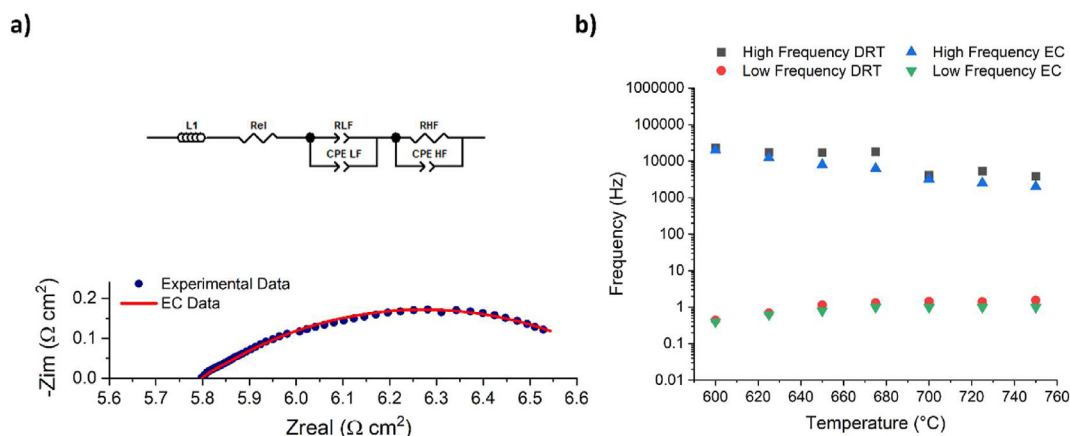 a)
L1
Rel
RLF
RHF
CPE LF
CPE HF
Experimental Data
EC Data
-Zim (Ω cm²)
0.2
0.1
0.0
5.6 5.7 5.8 5.9 6.0 6.1 6.2 6.3 6.4 6.5 6.6
Zreal (Ω cm²)
b)
High Frequency DRT
High Frequency EC
Low Frequency DRT
Low Frequency EC
Frequency (Hz)
1000000
100000
10000
1000
100
10
1
0.1
0.01
600 620 640 660 680 700 720 740 760
Temperature (°C)